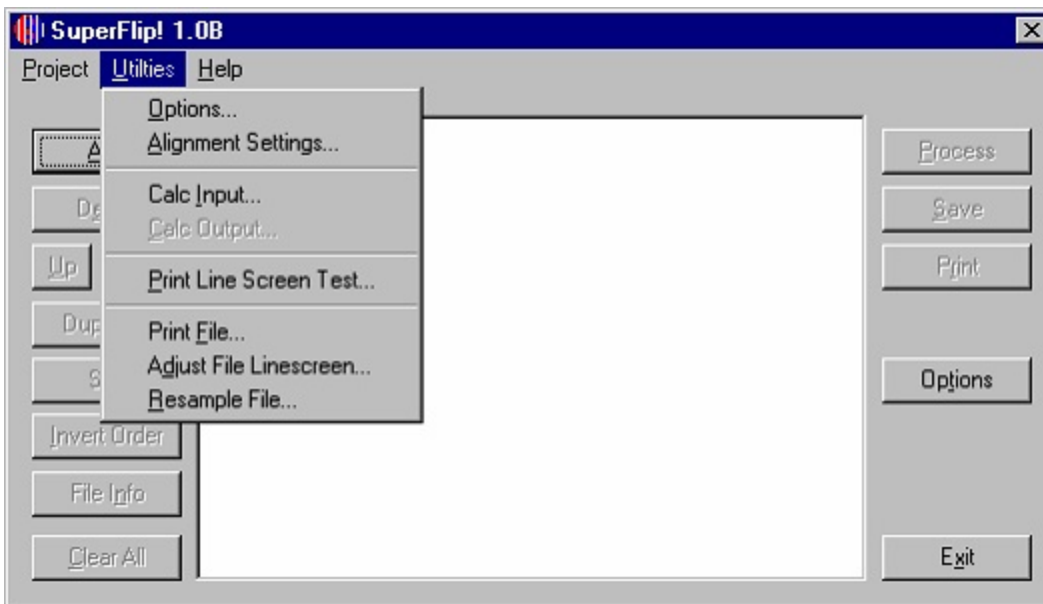 SuperFlip! 1.0B
Project Utilties Help
Options...
Alignment Settings...
Calc Input...
Calc Output...
Print Line Screen Test...
Print File...
Adjust File Linescreen...
Resample File...
Up
Invert Order
File Info
Clear All
Process
Save
Print
Options
Exit